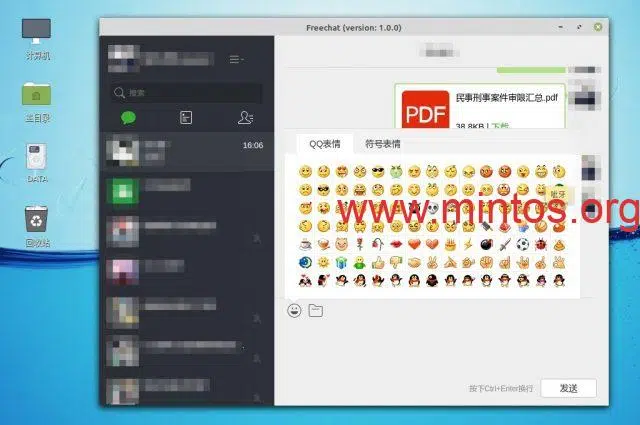 Freechat (version: 1.0.0)
计算机
主目录
DATA
回收站
搜索
16:06
民事刑事案件审限汇总.pdf
PDF
38.8KB | 下载
QQ表情
符号表情
呲牙
www.mintos.org
按下Ctrl+Enter换行
发送